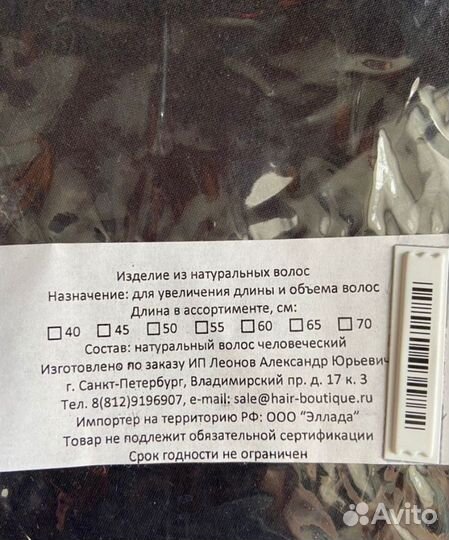 Изделие из натуральных волос
Назначение: для увеличения длины и объема волос
Длина в ассортименте, см:
40 45 50 55 60 65 70
Состав: натуральный волос человеческий
Изготовлено по заказу ИП Леонов Александр Юрьевич
г. Санкт-Петербург, Владимирский пр. д. 17 к. 3
Тел. 8(812)9196907, e-mail: sale@hair-boutique.ru
Импортер на территорию РФ: ООО "Эллада"
Товар не подлежит обязательной сертификации
Срок годности не ограничен
Avito